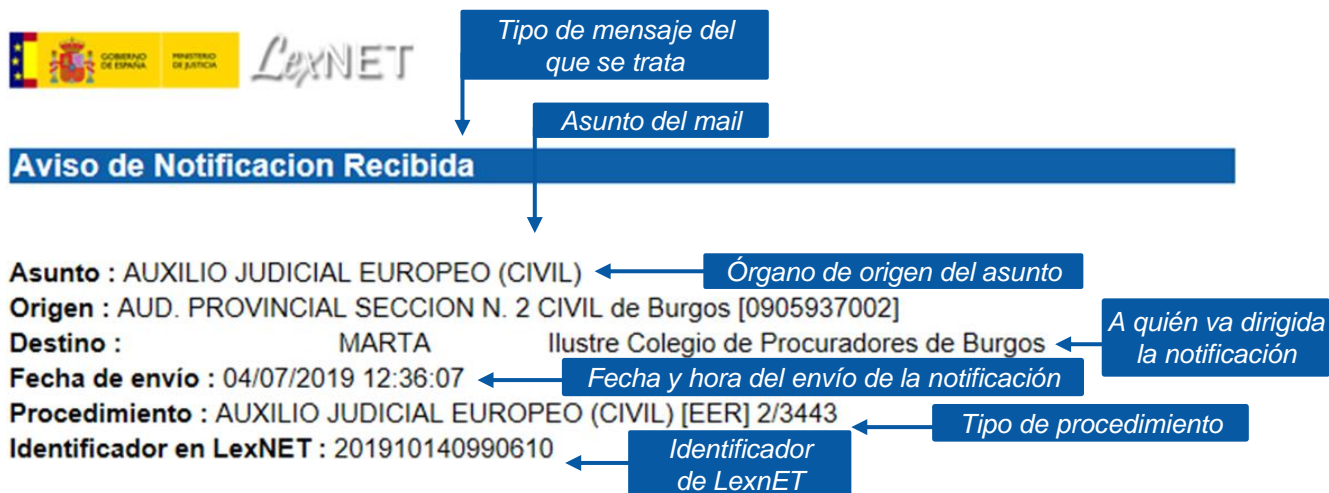 Tipo de mensaje del
que se trata
GOBIERNO
DE ESPAÑA
MINISTERIO
DE JUSTICIA
LexNET
Asunto del mail
Aviso de Notificacion Recibida
Asunto : AUXILIO JUDICIAL EUROPEO (CIVIL)
Órgano de origen del asunto
Origen : AUD. PROVINCIAL SECCION N. 2 CIVIL de Burgos [0905937002]
Destino : MARTA Ilustre Colegio de Procuradores de Burgos
A quién va dirigida
la notificación
Fecha de envío : 04/07/2019 12:36:07
Fecha y hora del envío de la notificación
Procedimiento : AUXILIO JUDICIAL EUROPEO (CIVIL) [EER] 2/3443
Tipo de procedimiento
Identificador en LexNET : 201910140990610
Identificador
de LexnET